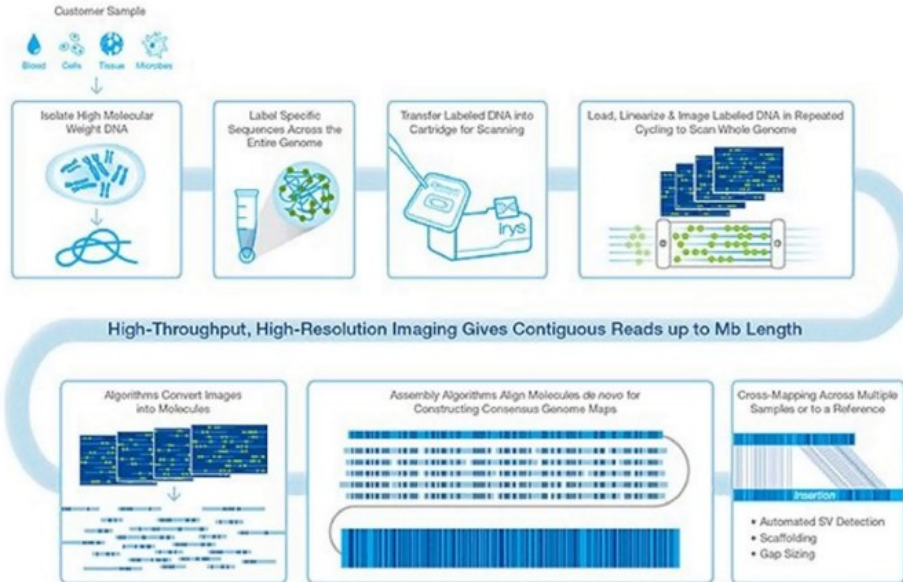 Customer Sample
Blood Cells Tissue Microbes
Isolate High Molecular
Weight DNA
Label Specific
Sequences Across the
Entire Genome
Transfer Labeled DNA into
Cartridge for Scanning
irys
Load, Linearize & Image Labeled DNA in Repeated
Cycling to Scan Whole Genome
High-Throughput, High-Resolution Imaging Gives Contiguous Reads up to Mb Length
Algorithms Convert Images
into Molecules
Assembly Algorithms Align Molecules de novo for
Constructing Consensus Genome Maps
Cross-Mapping Across Multiple
Samples or to a Reference
Insertion
• Automated SV Detection
• Scaffolding
• Gap Sizing